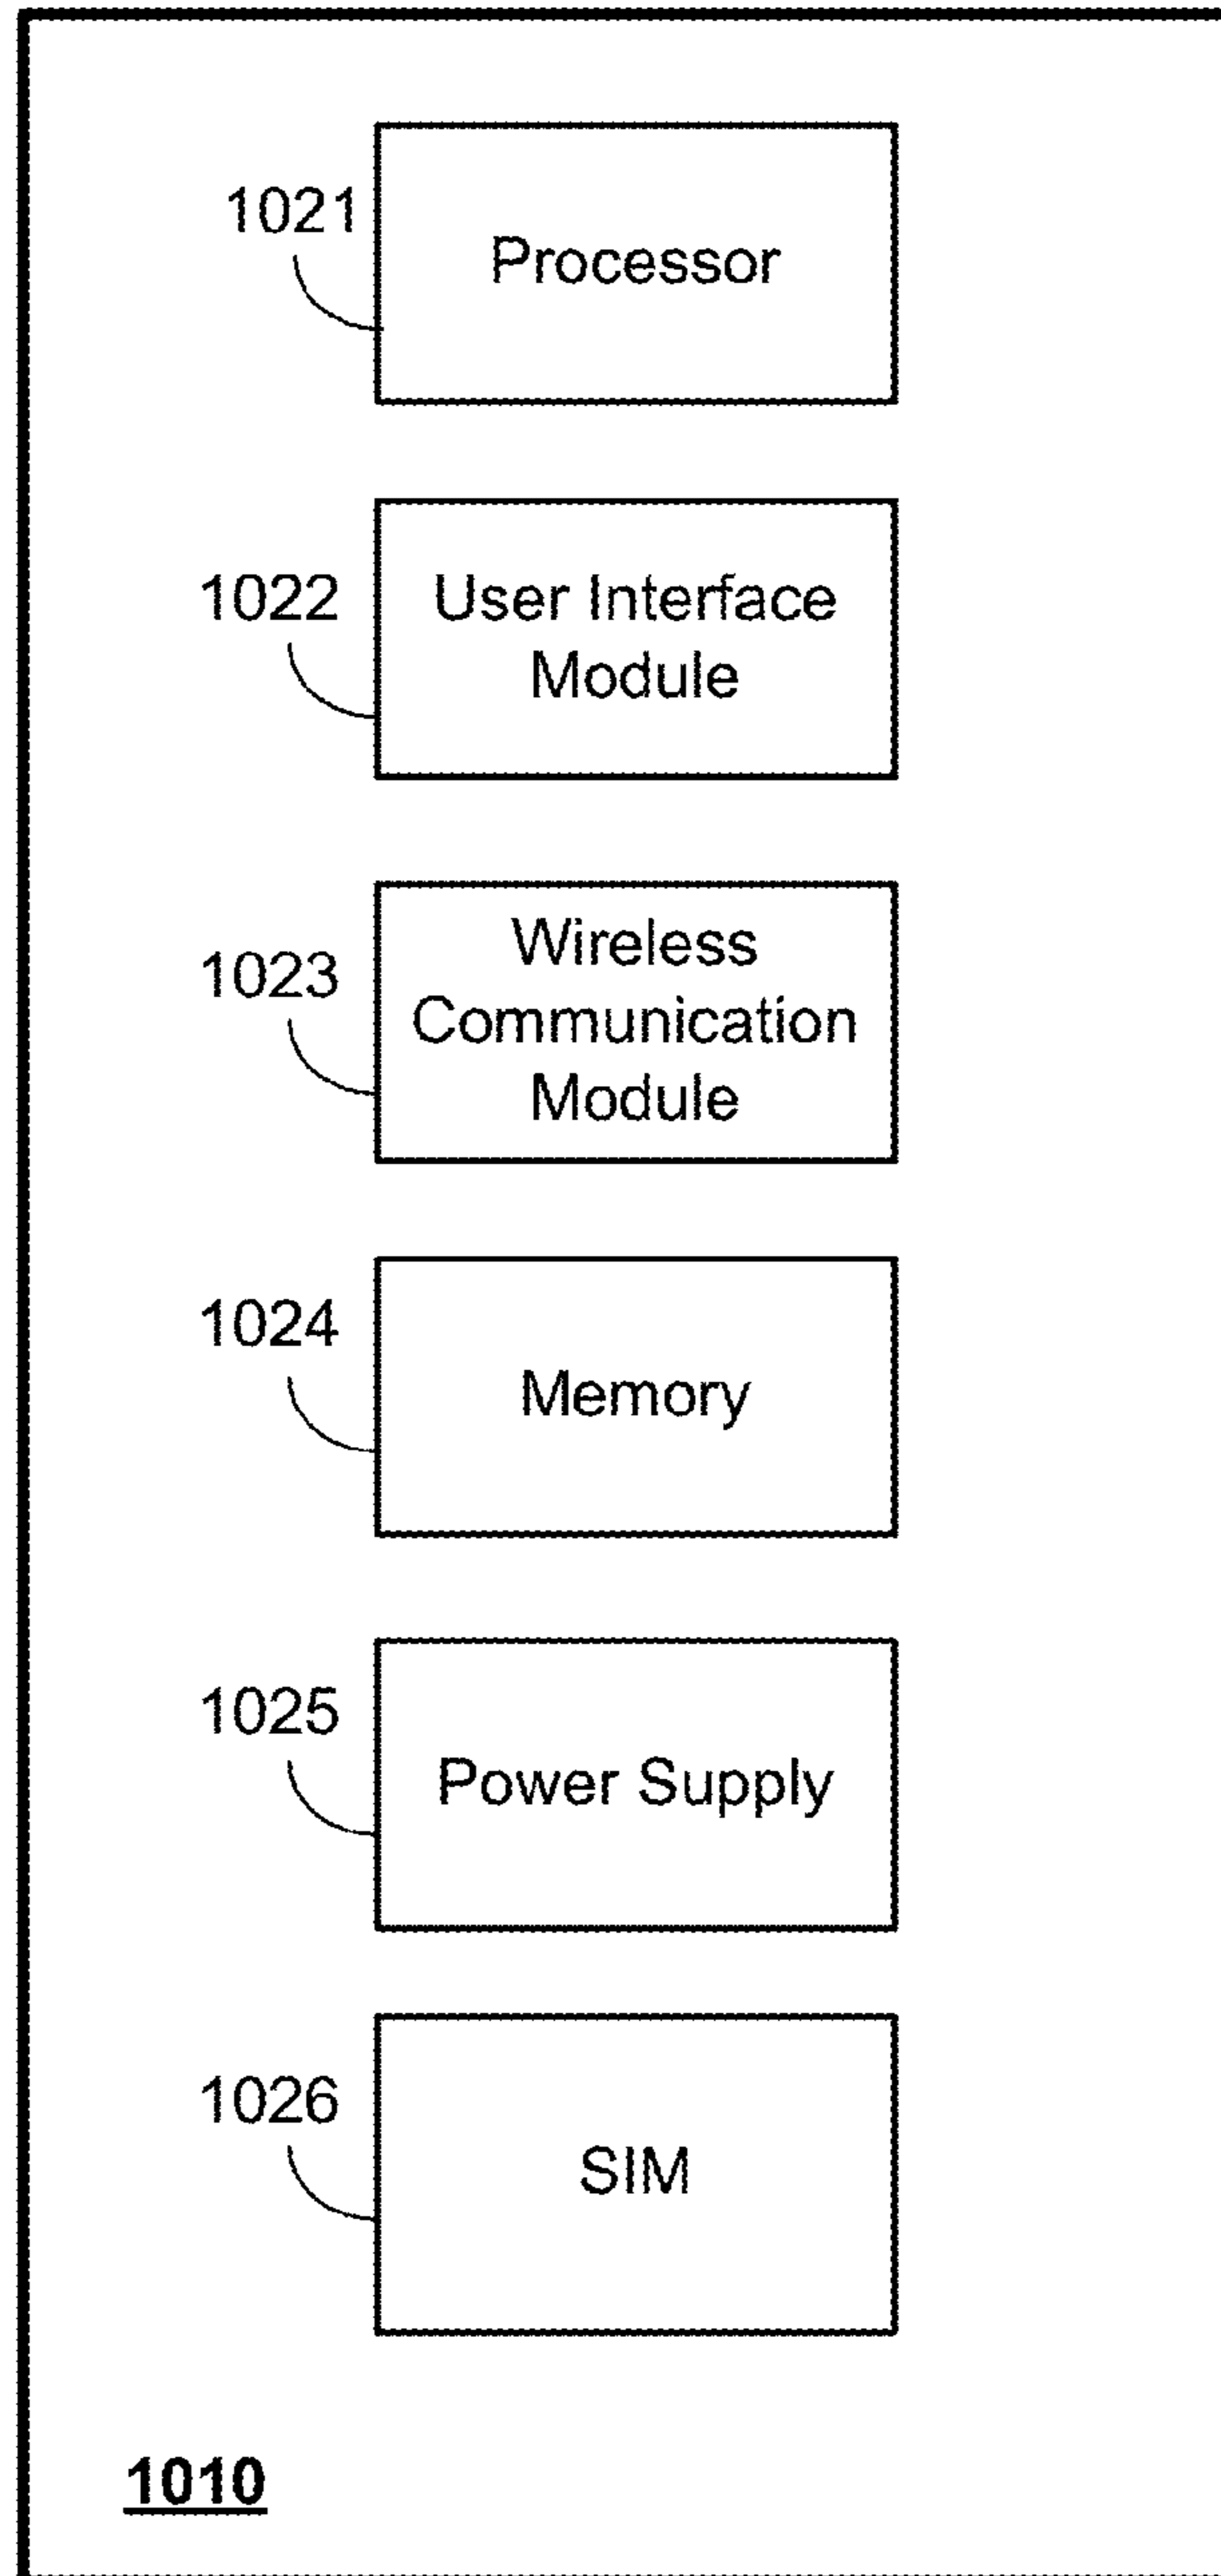 1021
Processor
1022
User Interface
Module
1023
Wireless
Communication
Module
1024
Memory
1025
Power Supply
1026
SIM
1010